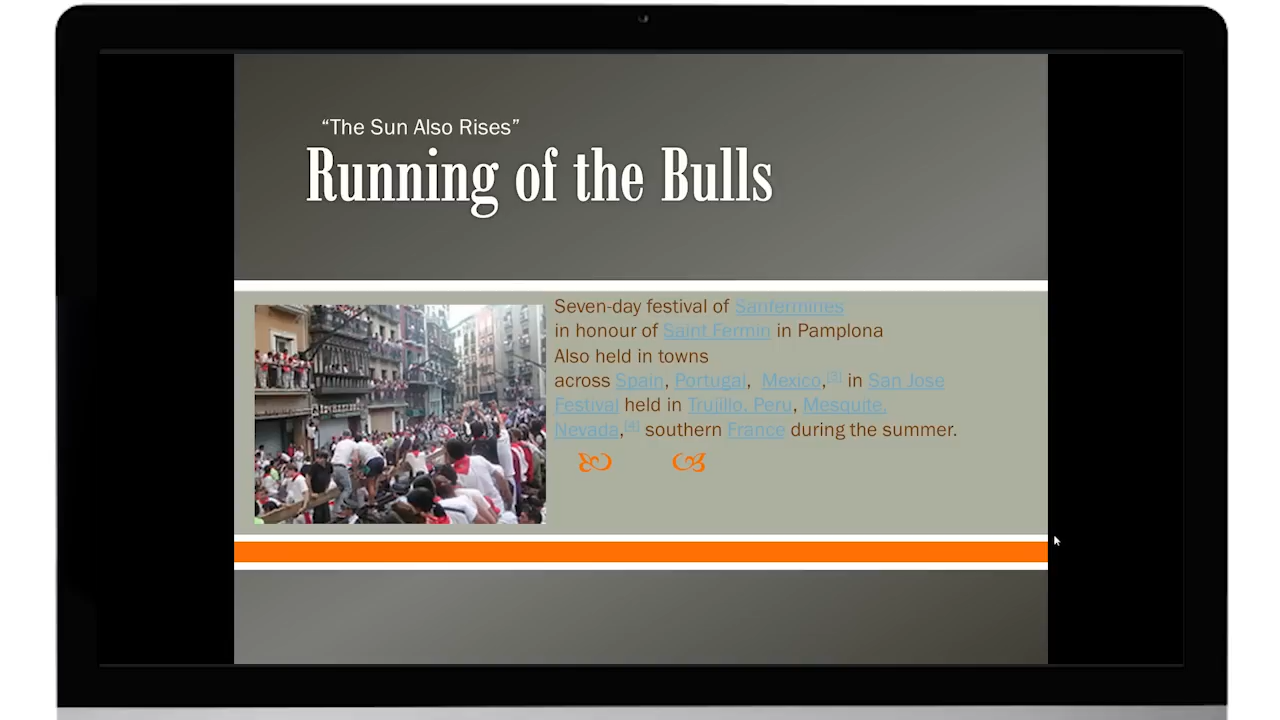 “The Sun Also Rises”
Running of the Bulls
Seven-day festival of Sanfermines
in honour of Saint Fermin in Pamplona
Also held in towns
across Spain, Portugal,  Mexico,[3] in San Jose
Festival held in Trujillo, Peru, Mesquite,
Nevada,[4] southern France during the summer.